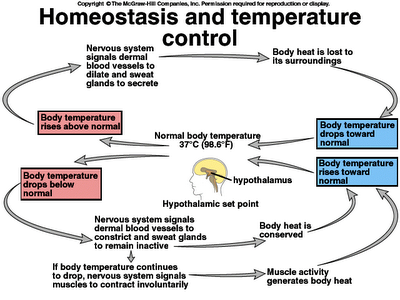 Copyright © The McGraw-Hill Companies, Inc. Permission required for reproduction or display.
Homeostasis and temperature
control
Nervous system
signals dermal
blood vessels to
dilate and sweat
glands to secrete
Body heat is lost to
its surroundings
Body temperature
rises above normal
Normal body temperature
37°C (98.6°F)
Body temperature
drops toward
normal
Body temperature
drops below
normal
hypothalamus
Hypothalamic set point
Body temperature
rises toward
normal
Nervous system signals
dermal blood vessels to
constrict and sweat glands
to remain inactive
Body heat is
conserved
If body temperature continues
to drop, nervous system signals
muscles to contract involuntarily
Muscle activity
generates body heat